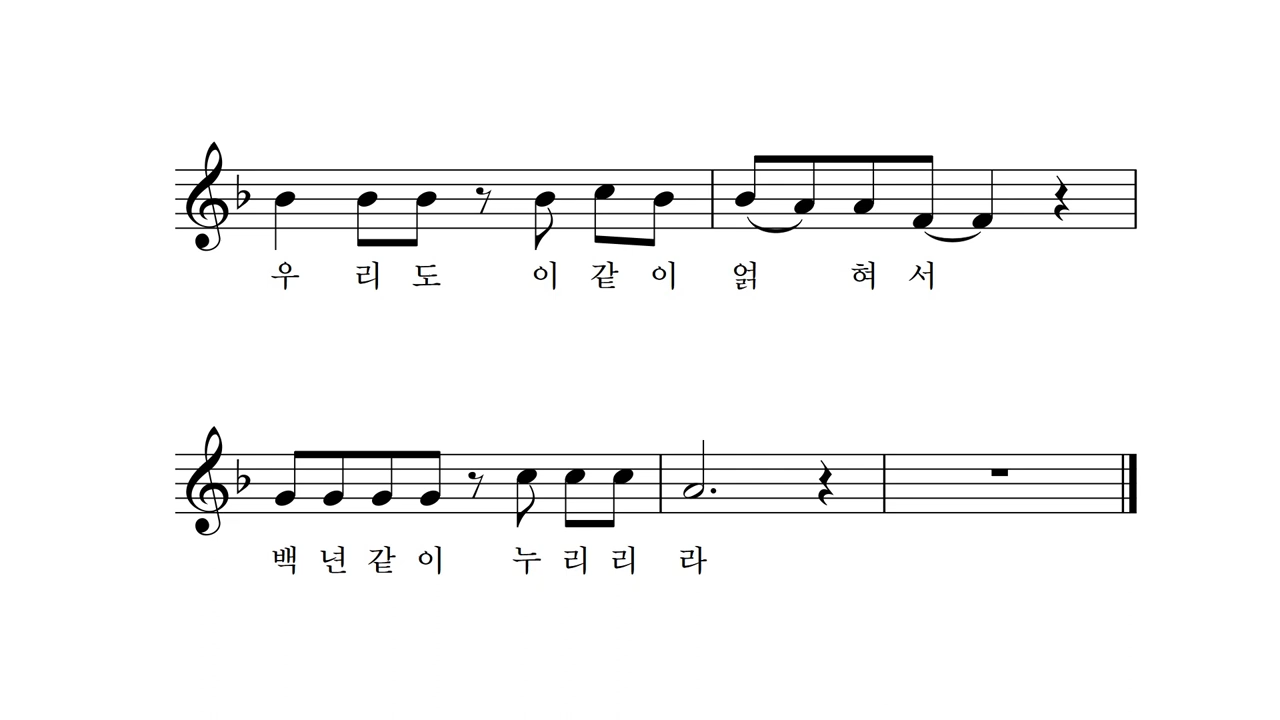 우 리 도 이 같 이 얽 혀 서
백 년 같 이 누 리 리 라